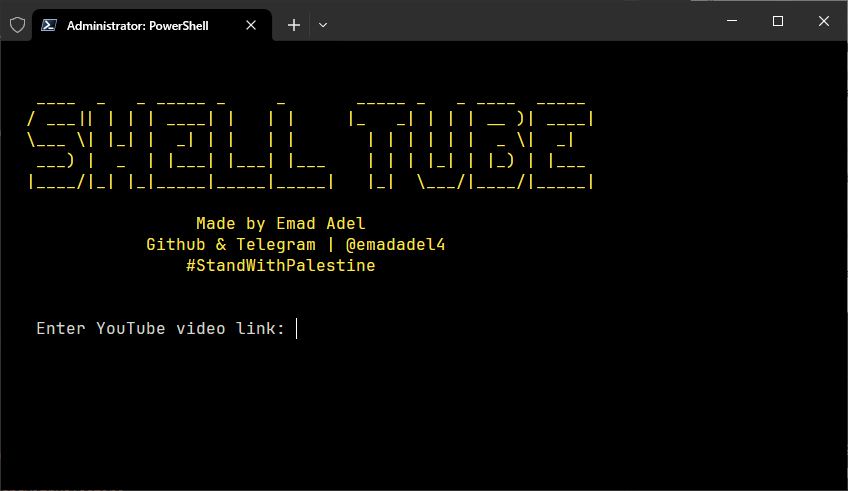 Administrator: PowerShell
SHELL TUBE
Made by Emad Adel
Github & Telegram | @emadadel4
#StandWithPalestine
Enter YouTube video link: